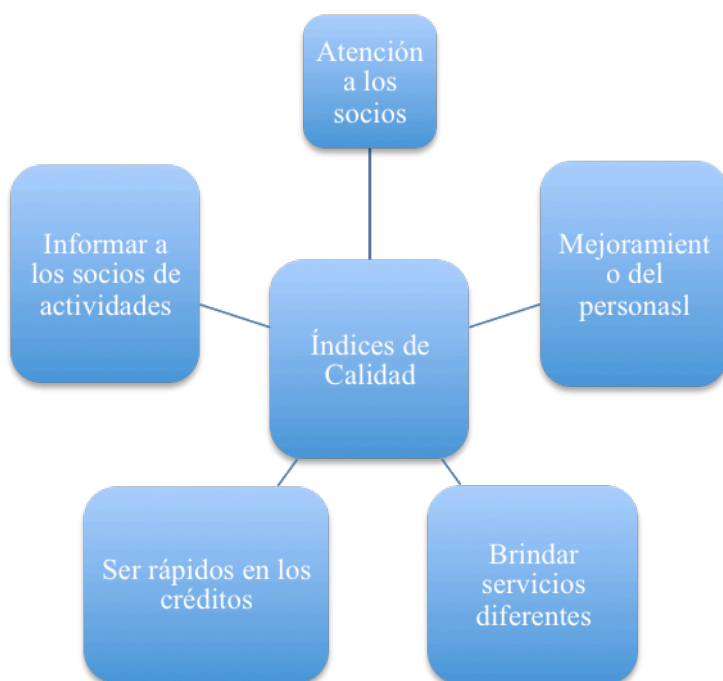 Atención
a los
socios
Informar a
los socios de
actividades
Mejoramient
o del
personasl
Índices de
Calidad
Ser rápidos en los
créditos
Brindar
servicios
diferentes